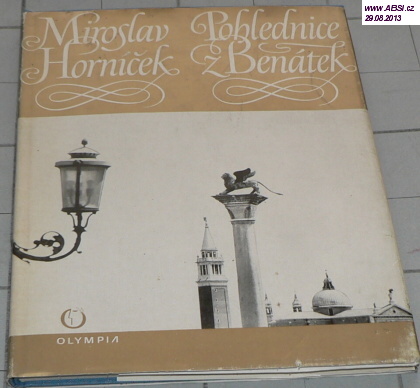 www.ABSI.cz
29.08.2013
Miroslav
Horníček
Pohlednice
z Benátek
OLYMPIA